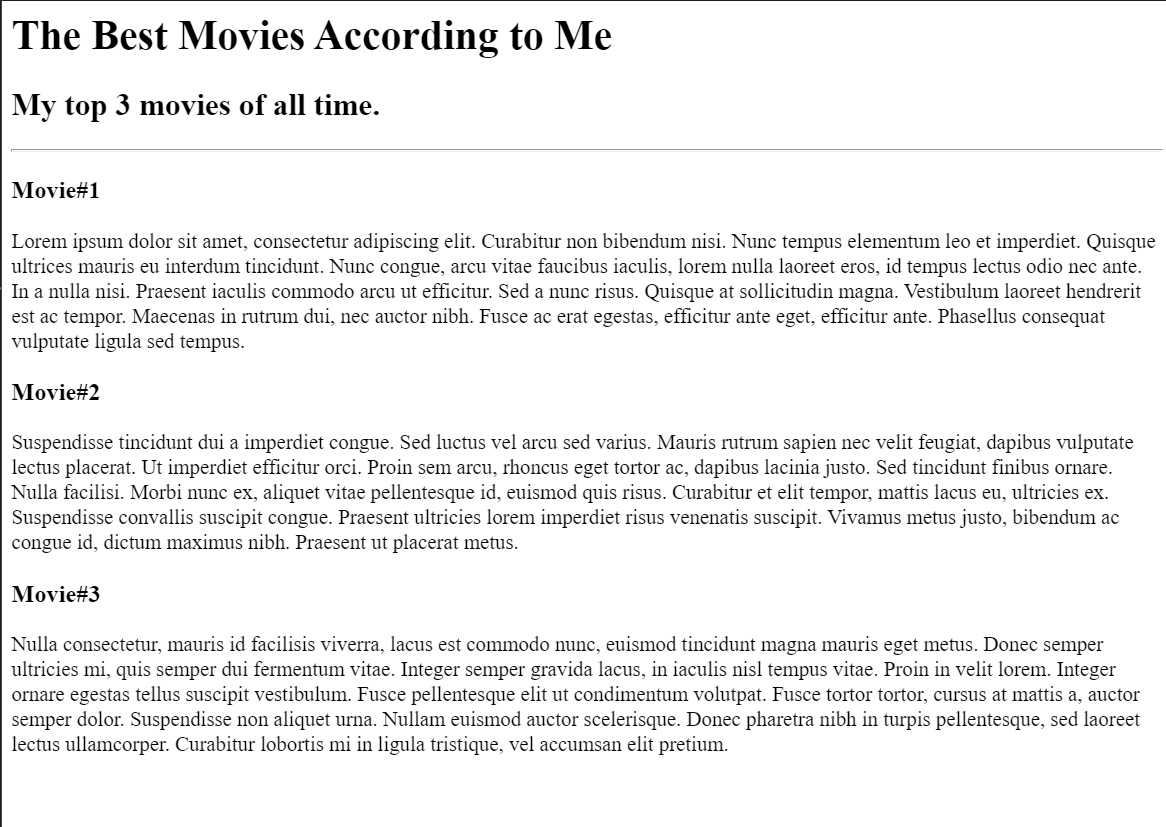 The Best Movies According to Me
My top 3 movies of all time.
Movie#1
Lorem ipsum dolor sit amet, consectetur adipiscing elit. Curabitur non bibendum nisi. Nunc tempus elementum leo et imperdiet. Quisque
ultrices mauris eu interdum tincidunt. Nunc congue, arcu vitae faucibus iaculis, lorem nulla laoreet eros, id tempus lectus odio nec ante.
In a nulla nisi. Praesent iaculis commodo arcu ut efficitur. Sed a nunc risus. Quisque at sollicitudin magna. Vestibulum laoreet hendrerit
est ac tempor. Maecenas in rutrum dui, nec auctor nibh. Fusce ac erat egestas, efficitur ante eget, efficitur ante. Phasellus consequat
vulputate ligula sed tempus.
Movie#2
Suspendisse tincidunt dui a imperdiet congue. Sed luctus vel arcu sed varius. Mauris rutrum sapien nec velit feugiat, dapibus vulputate
lectus placerat. Ut imperdiet efficitur orci. Proin sem arcu, rhoncus eget tortor ac, dapibus lacinia justo. Sed tincidunt finibus ornare.
Nulla facilisi. Morbi nunc ex, aliquet vitae pellentesque id, euismod quis risus. Curabitur et elit tempor, mattis lacus eu, ultricies ex.
Suspendisse convallis suscipit congue. Praesent ultricies lorem imperdiet risus venenatis suscipit. Vivamus metus justo, bibendum ac
congue id, dictum maximus nibh. Praesent ut placerat metus.
Movie#3
Nulla consectetur, mauris id facilisis viverra, lacus est commodo nunc, euismod tincidunt magna mauris eget metus. Donec semper
ultricies mi, quis semper dui fermentum vitae. Integer semper gravida lacus, in iaculis nisl tempus vitae. Proin in velit lorem. Integer
ornare egestas tellus suscipit vestibulum. Fusce pellentesque elit ut condimentum volutpat. Fusce tortor tortor, cursus at mattis a, auctor
semper dolor. Suspendisse non aliquet urna. Nullam euismod auctor scelerisque. Donec pharetra nibh in turpis pellentesque, sed laoreet
lectus ullamcorper. Curabitur lobortis mi in ligula tristique, vel accumsan elit pretium.